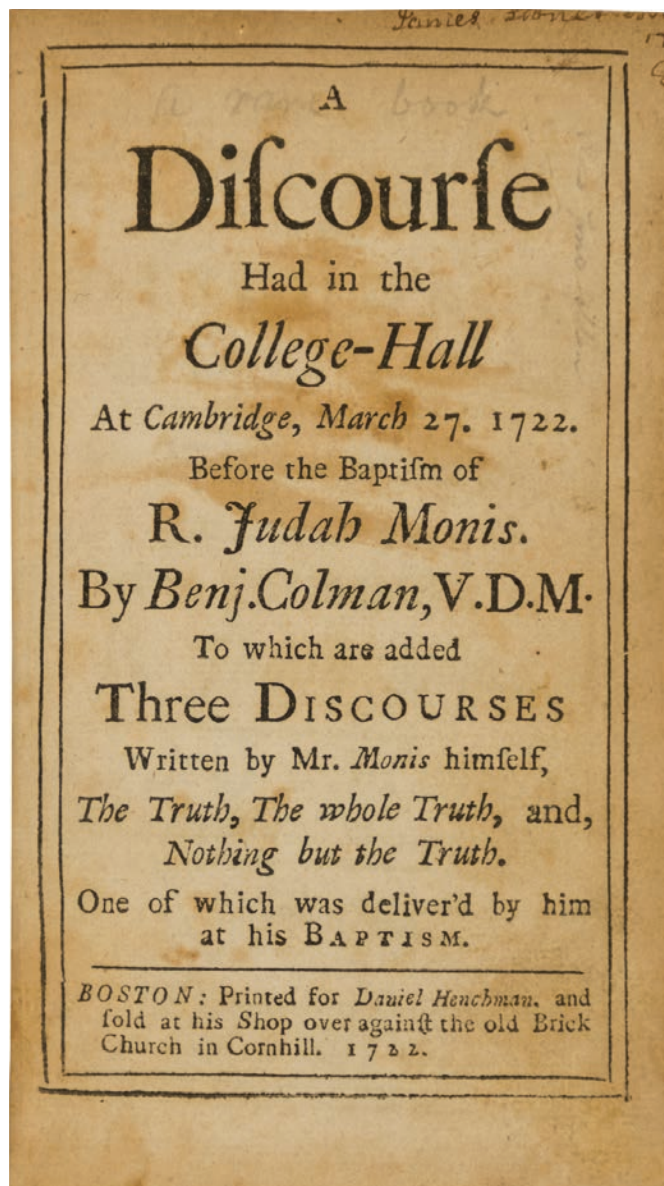 Daniel
A
a rare book
Diſcourſe
Had in the
College-Hall
At Cambridge, March 27. 1722.
Before the Baptiſm of
R. Judah Monis.
By Benj.Colman, V.D.M.
To which are added
Three DISCOURSES
Written by Mr. Monis himſelf,
The Truth, The whole Truth, and,
Nothing but the Truth.
One of which was deliver'd by him
at his BAPTISM.
BOSTON: Printed for Daniel Henchman. and
ſold at his Shop over againſt the old Brick
Church in Cornhill. 1722.